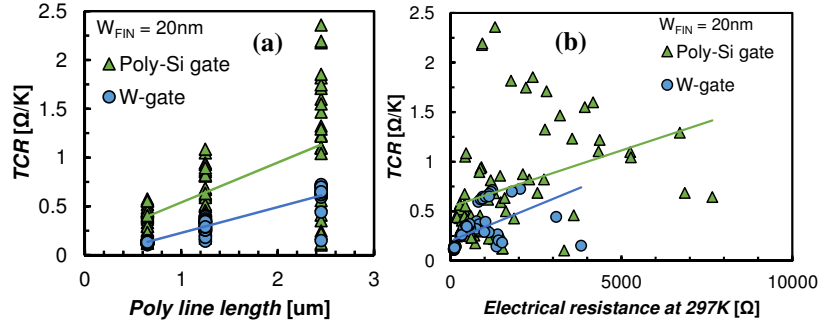 W_FIN = 20nm
(a)
Poly-Si gate
W-gate
TCR [Ω/K]
2.5
2
1.5
1
0.5
0
0 1 2 3
Poly line length [um]
W_FIN = 20nm
(b)
Poly-Si gate
W-gate
TCR [Ω/K]
2.5
2
1.5
1
0.5
0
0 5000 10000
Electrical resistance at 297K [Ω]